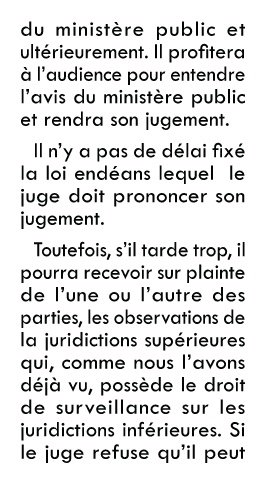 du ministère public et
ultérieurement. Il profitera
à l'audience pour entendre
l'avis du ministère public
et rendra son jugement.
Il n'y a pas de délai fixé
la loi endéans lequel le
juge doit prononcer son
jugement.
Toutefois, s'il tarde trop, il
pourra recevoir sur plainte
de l'une ou l'autre des
parties, les observations de
la juridictions supérieures
qui, comme nous l'avons
déjà vu, possède le droit
de surveillance sur les
juridictions inférieures. Si
le juge refuse qu'il peut